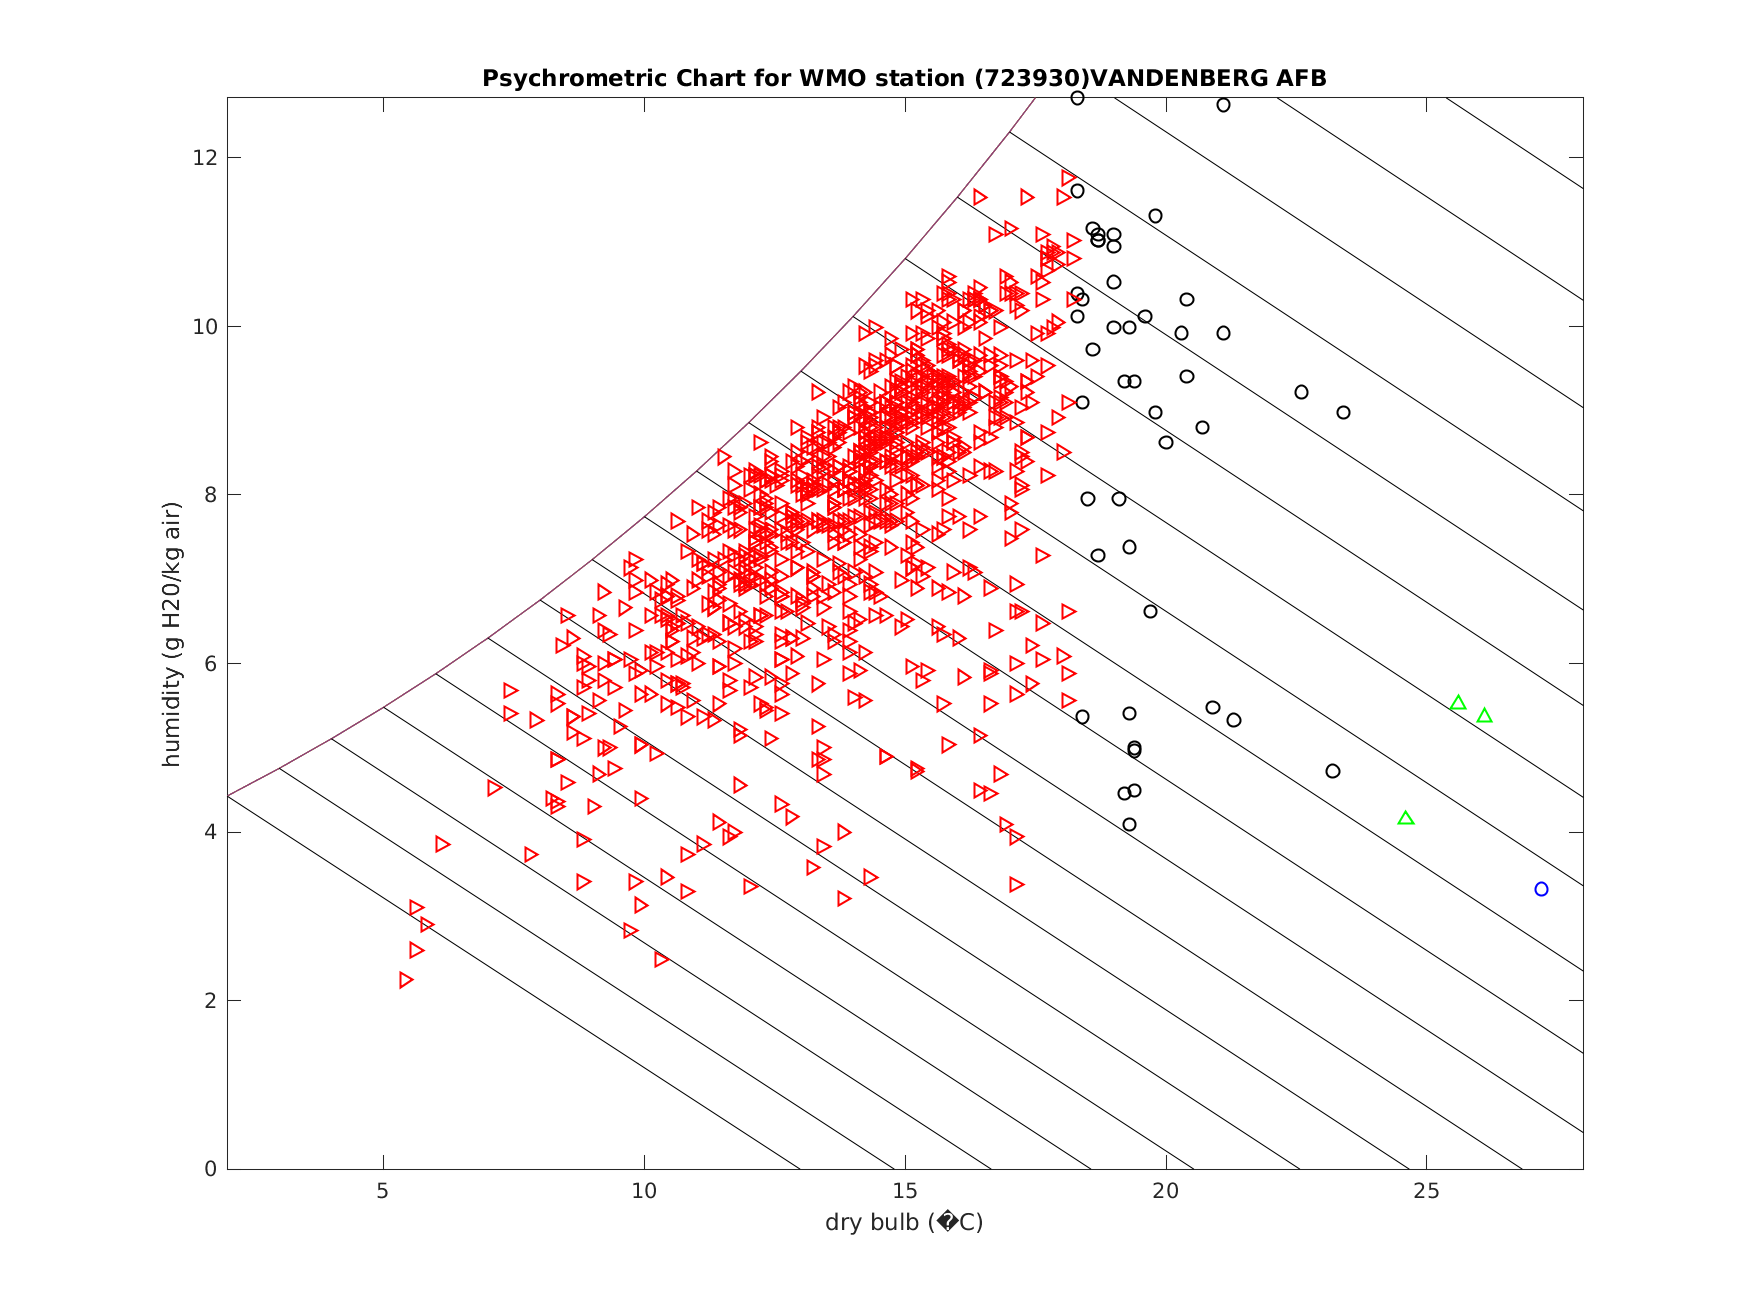 Psychrometric Chart for WMO station (723930)VANDENBERG AFB
12
10
8
6
4
2
0
humidity (g H20/kg air)
5 10 15 20 25
dry bulb (�C)